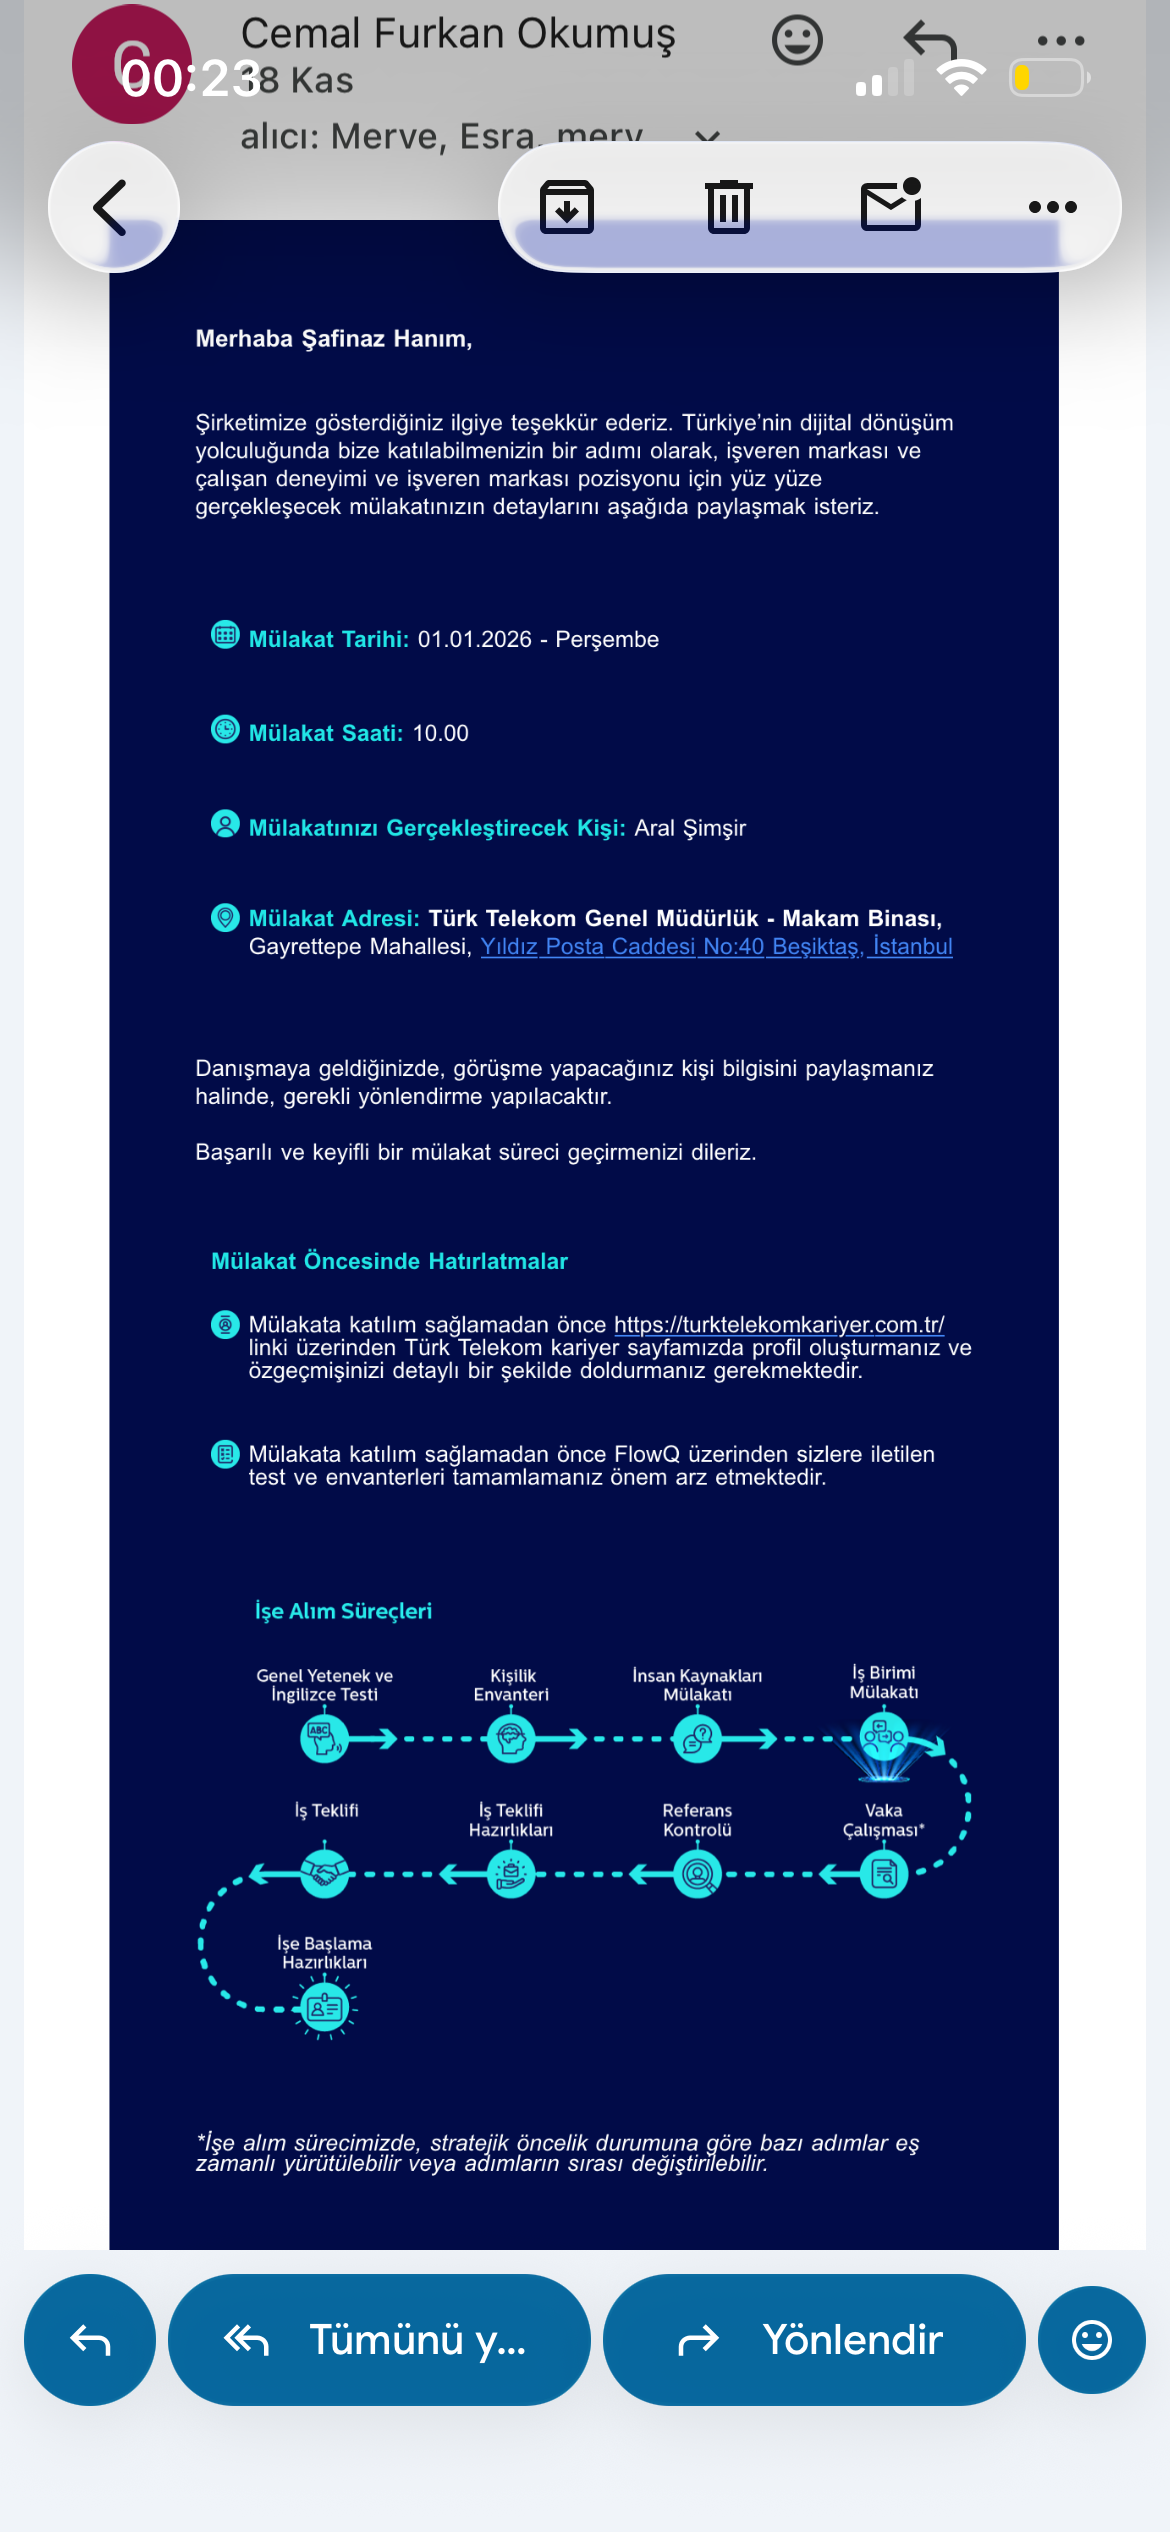 Cemal Furkan Okumuş
00:23
18 Kas
alıcı: Merve, Esra, merv...
Merhaba Şafinaz Hanım,
Şirketimize gösterdiğiniz ilgiye teşekkür ederiz. Türkiye’nin dijital dönüşüm
yolculuğunda bize katılabilmenizin bir adımı olarak, işveren markası ve
çalışan deneyimi ve işveren markası pozisyonu için yüz yüze
gerçekleşecek mülakatınızın detaylarını aşağıda paylaşmak isteriz.
Mülakat Tarihi: 01.01.2026 - Perşembe
Mülakat Saati: 10.00
Mülakatınızı Gerçekleştirecek Kişi: Aral Şimşir
Mülakat Adresi: Türk Telekom Genel Müdürlük - Makam Binası,
Gayrettepe Mahallesi, Yıldız Posta Caddesi No:40 Beşiktaş, İstanbul
Danışmaya geldiğinizde, görüşme yapacağınız kişi bilgisini paylaşmanız
halinde, gerekli yönlendirme yapılacaktır.
Başarılı ve keyifli bir mülakat süreci geçirmenizi dileriz.
Mülakat Öncesinde Hatırlatmalar
Mülakata katılım sağlamadan önce https://turktelekomkariyer.com.tr/
linki üzerinden Türk Telekom kariyer sayfamızda profil oluşturmanız ve
özgeçmişinizi detaylı bir şekilde doldurmanız gerekmektedir.
Mülakata katılım sağlamadan önce FlowQ üzerinden sizlere iletilen
test ve envanterleri tamamlamanız önem arz etmektedir.
İşe Alım Süreçleri
Genel Yetenek ve
İngilizce Testi
Kişilik
Envanteri
İnsan Kaynakları
Mülakatı
İş Birimi
Mülakatı
ABC
İş Teklifi
İş Teklifi
Hazırlıkları
Referans
Kontrolü
Vaka
Çalışması*
İşe Başlama
Hazırlıkları
*İşe alım sürecimizde, stratejik öncelik durumuna göre bazı adımlar eş
zamanlı yürütülebilir veya adımların sırası değiştirilebilir.
Tümünü y...
Yönlendir